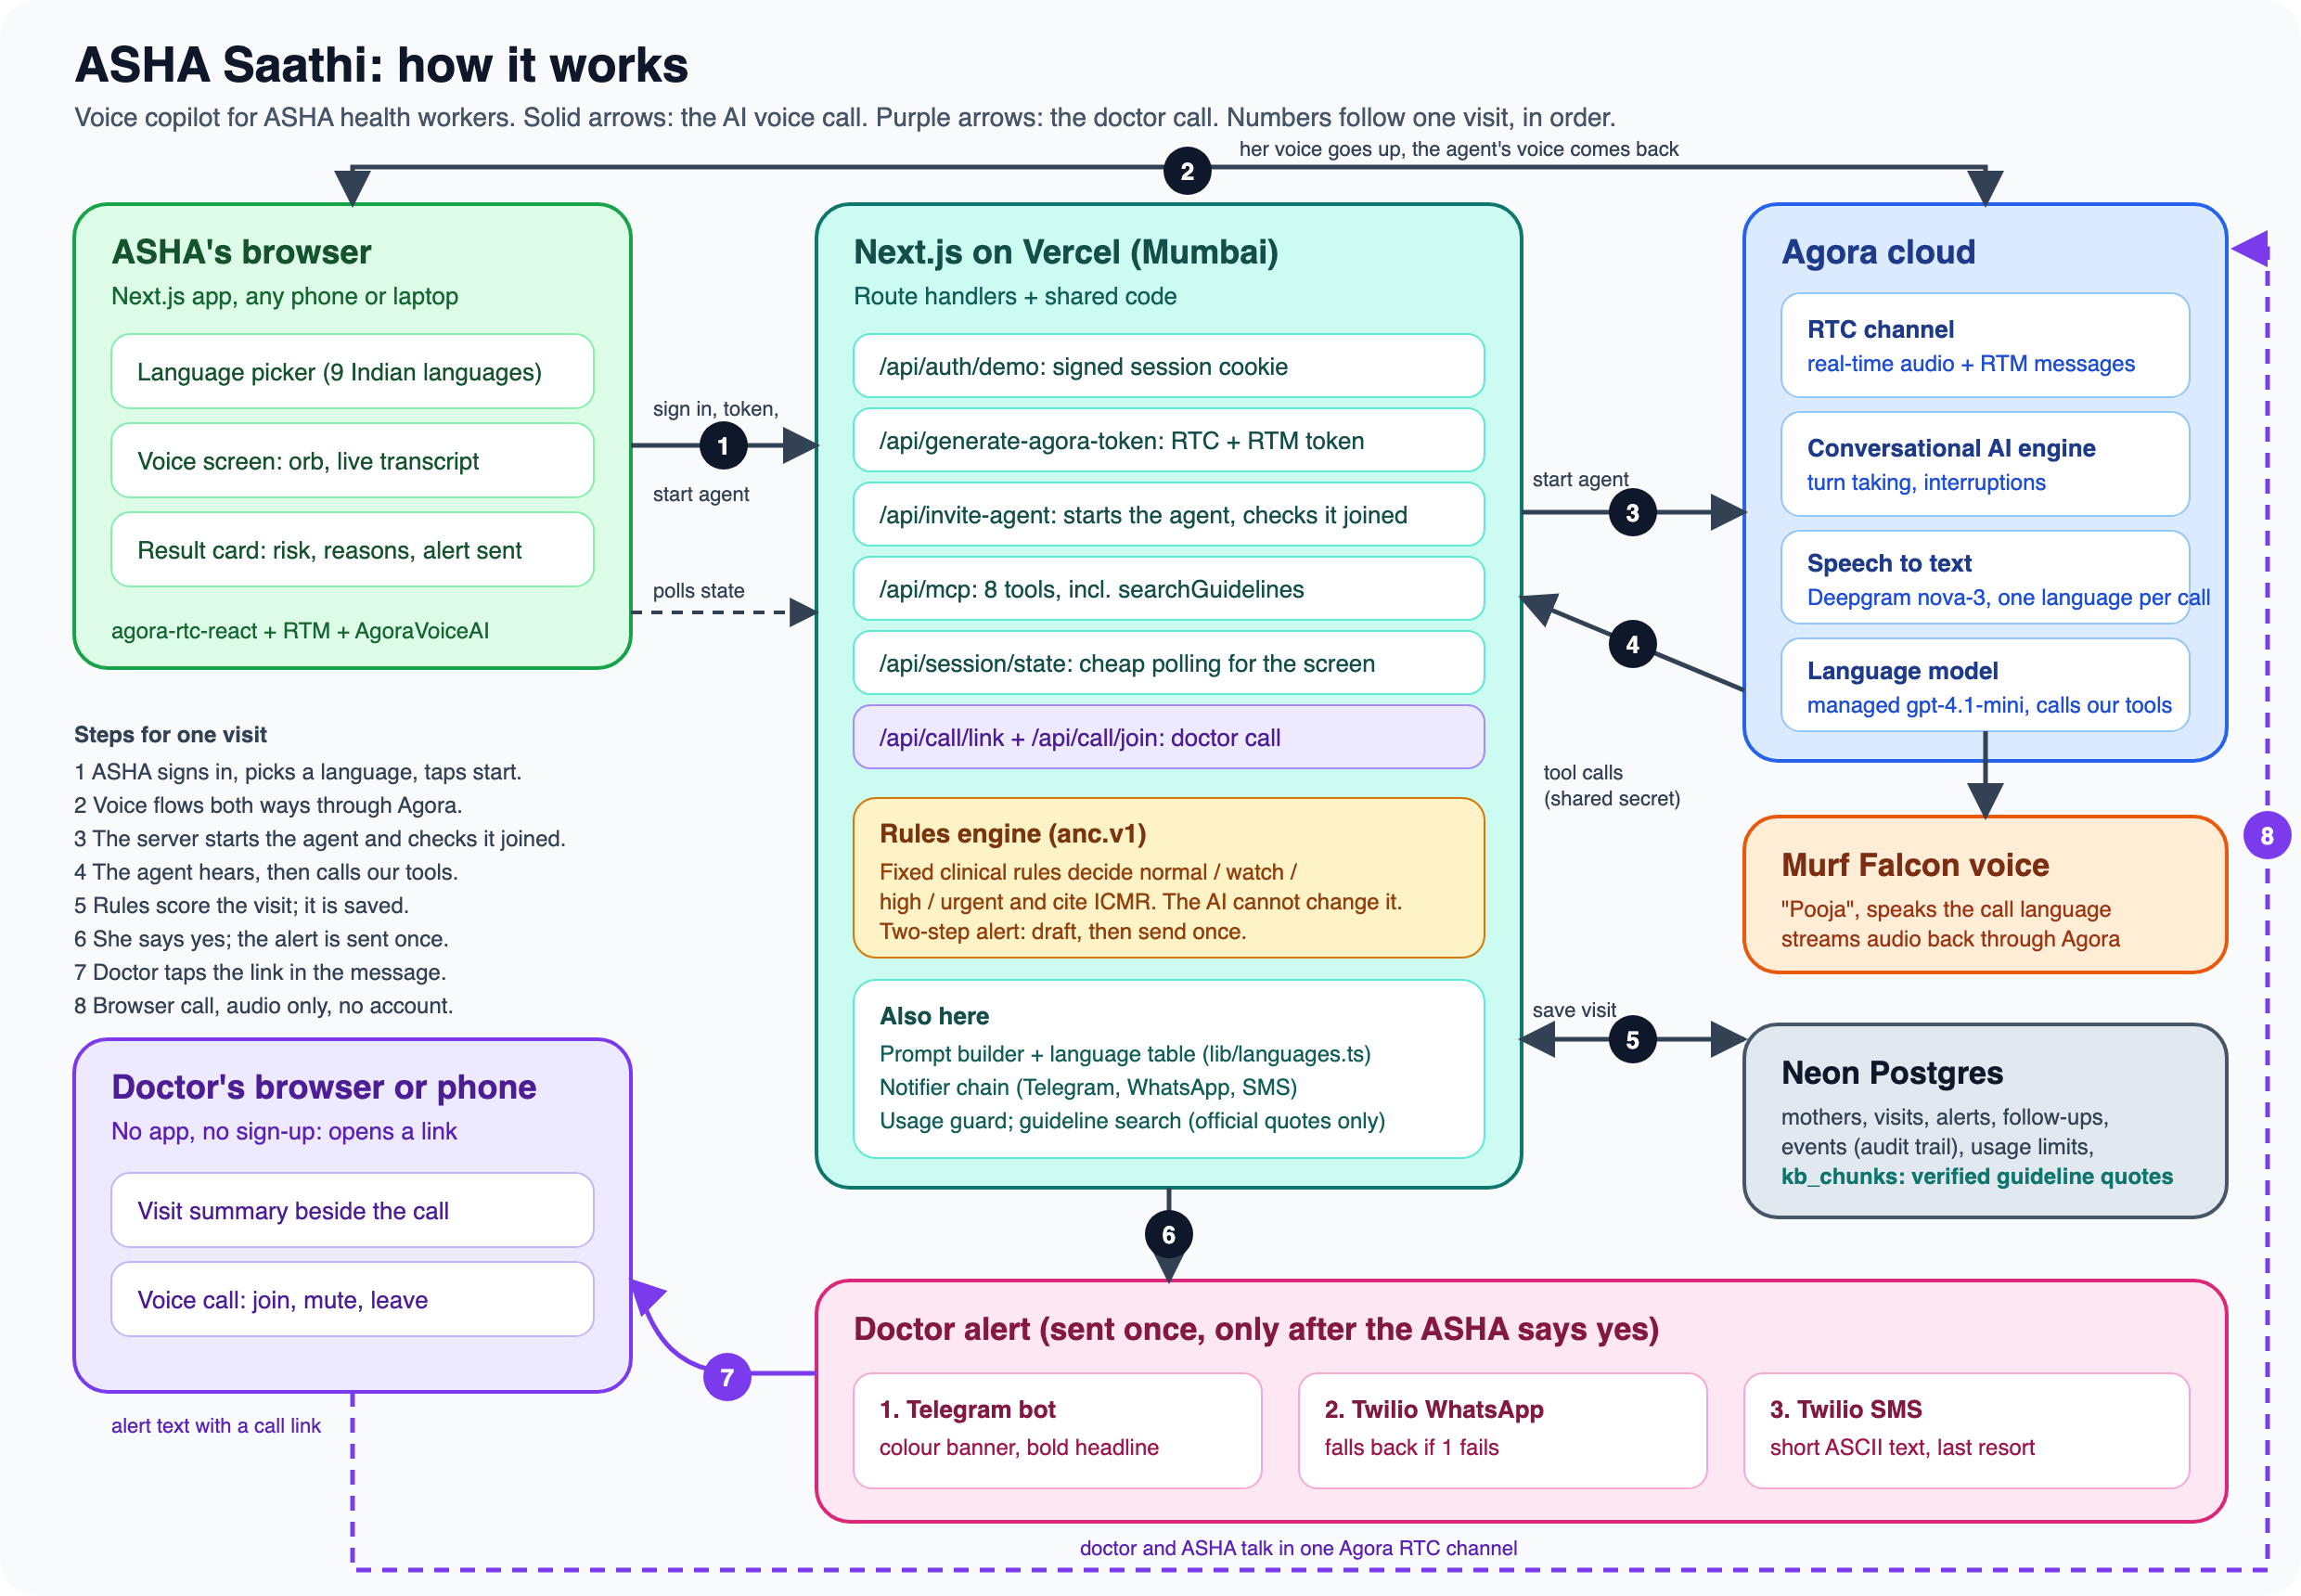 ASHA Saathi: how it works
Voice copilot for ASHA health workers. Solid arrows: the AI voice call. Purple arrows: the doctor call. Numbers follow one visit, in order.
2
her voice goes up, the agent's voice comes back
ASHA's browser
Next.js app, any phone or laptop
Language picker (9 Indian languages)
Voice screen: orb, live transcript
Result card: risk, reasons, alert sent
agora-rtc-react + RTM + AgoraVoiceAI
sign in, token,
1
start agent
polls state
Next.js on Vercel (Mumbai)
Route handlers + shared code
/api/auth/demo: signed session cookie
/api/generate-agora-token: RTC + RTM token
/api/invite-agent: starts the agent, checks it joined
/api/mcp: 8 tools, incl. searchGuidelines
/api/session/state: cheap polling for the screen
/api/call/link + /api/call/join: doctor call
Rules engine (anc.v1)
Fixed clinical rules decide normal / watch /
high / urgent and cite ICMR. The AI cannot change it.
Two-step alert: draft, then send once.
Also here
Prompt builder + language table (lib/languages.ts)
Notifier chain (Telegram, WhatsApp, SMS)
Usage guard; guideline search (official quotes only)
start agent
3
4
tool calls
(shared secret)
save visit
5
Agora cloud
RTC channel
real-time audio + RTM messages
Conversational AI engine
turn taking, interruptions
Speech to text
Deepgram nova-3, one language per call
Language model
managed gpt-4.1-mini, calls our tools
Murf Falcon voice
"Pooja", speaks the call language
streams audio back through Agora
8
Neon Postgres
mothers, visits, alerts, follow-ups,
events (audit trail), usage limits,
kb_chunks: verified guideline quotes
Steps for one visit
1 ASHA signs in, picks a language, taps start.
2 Voice flows both ways through Agora.
3 The server starts the agent and checks it joined.
4 The agent hears, then calls our tools.
5 Rules score the visit; it is saved.
6 She says yes; the alert is sent once.
7 Doctor taps the link in the message.
8 Browser call, audio only, no account.
Doctor's browser or phone
No app, no sign-up: opens a link
Visit summary beside the call
Voice call: join, mute, leave
alert text with a call link
6
7
Doctor alert (sent once, only after the ASHA says yes)
1. Telegram bot
colour banner, bold headline
2. Twilio WhatsApp
falls back if 1 fails
3. Twilio SMS
short ASCII text, last resort
doctor and ASHA talk in one Agora RTC channel